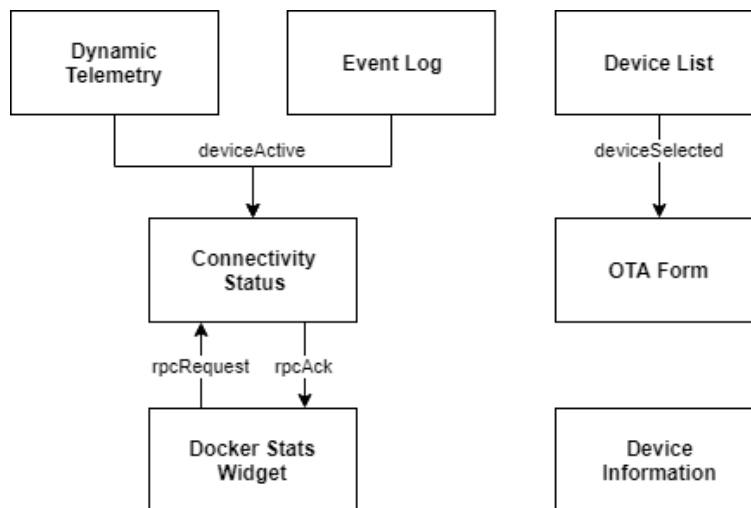 Dynamic
Telemetry
Event Log
Device List
deviceActive
deviceSelected
Connectivity
Status
OTA Form
rpcRequest
rpcAck
Docker Stats
Widget
Device
Information